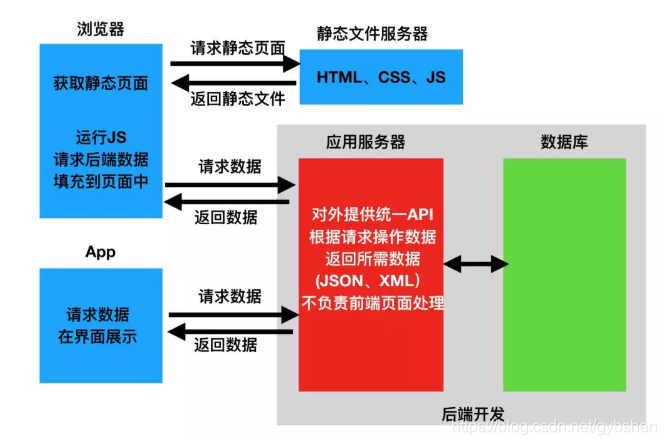 浏览器
静态文件服务器
请求静态页面
获取静态页面
HTML、CSS、JS
返回静态文件
运行JS
请求后端数据
填充到页面中
请求数据
返回数据
应用服务器
数据库
对外提供统一API
根据请求操作数据
返回所需数据
(JSON、XML）
不负责前端页面处理
App
请求数据
在界面展示
请求数据
返回数据
后端开发
https://blog.csdn.net/gybshen